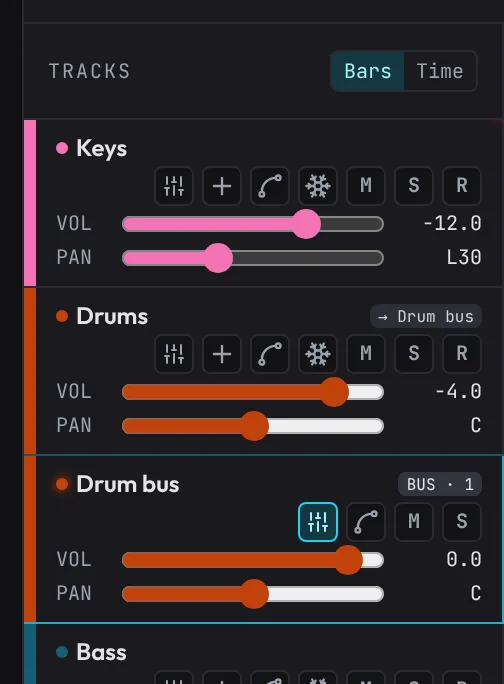 TRACKS Bars Time
Keys
M S R
VOL -12.0
PAN L30
Drums → Drum bus
M S R
VOL -4.0
PAN C
Drum bus BUS · 1
M S
VOL 0.0
PAN C
Bass